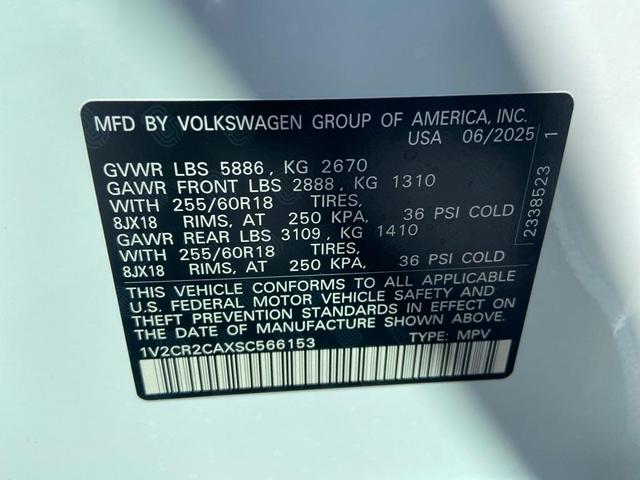 MFD BY VOLKSWAGEN GROUP OF AMERICA, INC.
USA 06/2025
GVWR LBS 5886, KG 2670
GAWR FRONT LBS 2888, KG 1310
WITH 255/60R18 TIRES,
8JX18 RIMS, AT 250 KPA, 36 PSI COLD
GAWR REAR LBS 3109, KG 1410
WITH 255/60R18 TIRES,
8JX18 RIMS, AT 250 KPA, 36 PSI COLD
THIS VEHICLE CONFORMS TO ALL APPLICABLE
U.S. FEDERAL MOTOR VEHICLE SAFETY AND
THEFT PREVENTION STANDARDS IN EFFECT ON
THE DATE OF MANUFACTURE SHOWN ABOVE.
1V2CR2CAXSC566153 TYPE: MPV
2338523 1